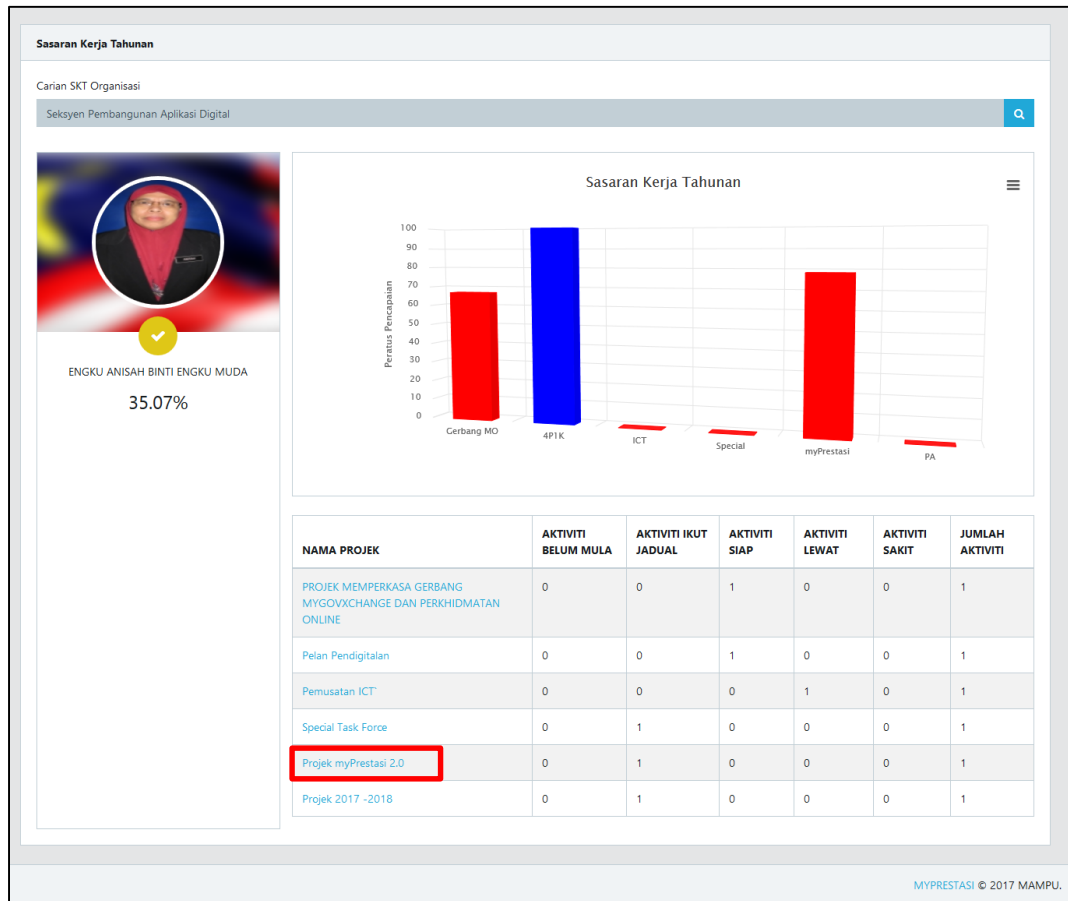 Sasaran Kerja Tahunan
Carian SKT Organisasi
Seksyen Pembangunan Aplikasi Digital
ENGKU ANISAH BINTI ENGKU MUDA
35.07%
Sasaran Kerja Tahunan
Peratus Pencapaian
100
90
80
70
60
50
40
30
20
10
0
Gerbang MO
4P1K
ICT
Special
myPrestasi
PA
NAMA PROJEK AKTIVITI BELUM MULA AKTIVITI IKUT JADUAL AKTIVITI SIAP AKTIVITI LEWAT AKTIVITI SAKIT JUMLAH AKTIVITI
PROJEK MEMPERKASA GERBANG
MYGOVXCHANGE DAN PERKHIDMATAN
ONLINE
0 0 1 0 0 1
Pelan Pendigitalan 0 0 1 0 0 1
Pemusatan ICT` 0 0 0 1 0 1
Special Task Force 0 1 0 0 0 1
Projek myPrestasi 2.0 0 1 0 0 0 1
Projek 2017 -2018 0 1 0 0 0 1
MYPRESTASI © 2017 MAMPU.